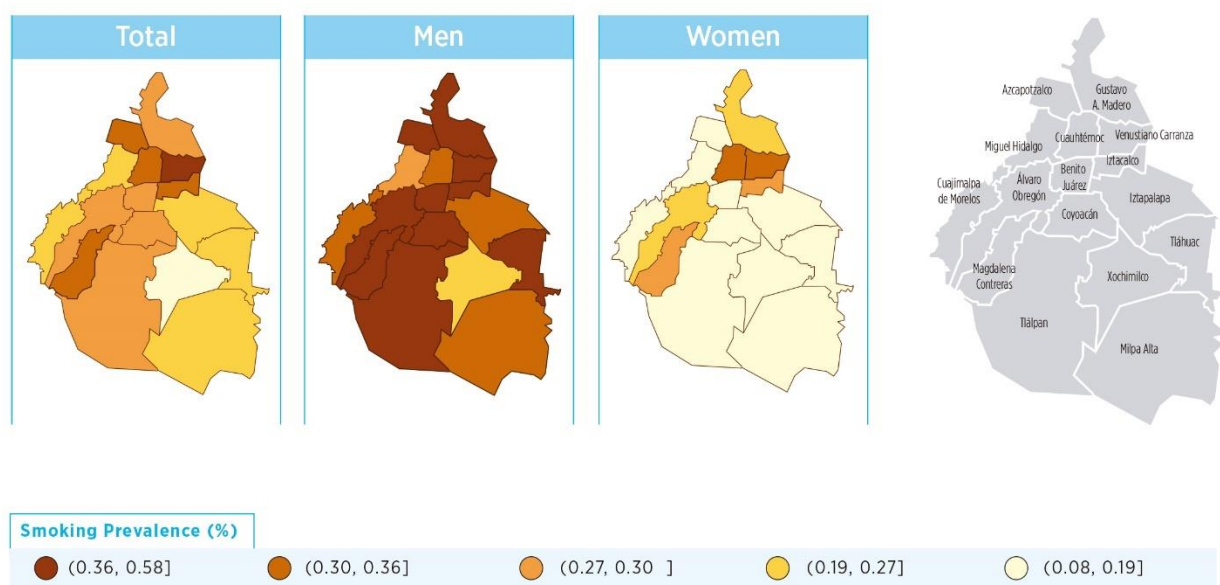 Total
Men
Women
Azcapotzalco
Gustavo
A. Madero
Miguel Hidalgo
Cuauhtémoc
Venustiano Carranza
Iztacalco
Cuajimalpa
de Morelos
Álvaro
Obregón
Benito
Juárez
Iztapalapa
Coyoacán
Tláhuac
Magdalena
Contreras
Xochimilco
Tlálpan
Milpa Alta
Smoking Prevalence (%)
(0.36, 0.58]
(0.30, 0.36]
(0.27, 0.30 ]
(0.19, 0.27]
(0.08, 0.19]